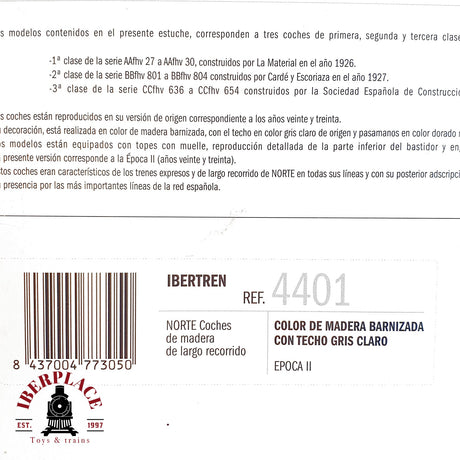 s modelos contenidos en el presente estuche, corresponden a tres coches de primera, segunda y tercera clase
-1ª clase de la serie AAfhv 27 a AAfhv 30, construidos por La Material en el año 1926.
-2ª clase de la serie BBfhv 801 a BBfhv 804 por Cardé y Escoriaza en el año 1927.
-3ª clase de la serie CCfhv 636 a CCfhv 654 construidos por la Sociedad Española de Construcció
s coches están reproducidos en su versión de origen correspondiente a los años veinte y treinta.
u decoración, está realizada en color de madera barnizada, con el techo en color gris claro de origen y pasamanos en color dorado
os modelos están equipados con topes con muelle, reproducción detallada de la parte inferior del bastidor y en
presente versión corresponde a la Época II (años veinte y treinta).
stos coches eran característicos de los trenes expresos y de largo recorrido de NORTE en todas sus líneas y con su posterior adscripci
presencia por las más importantes líneas de la red española.
IBERTREN
REF. 4401
NORTE Coches
de madera
de largo recorrido
COLOR DE MADERA BARNIZADA
CON TECHO GRIS CLARO
EPOCA II
8 437004 773050
IBERPLACE
EST. 1997
Toys & trains